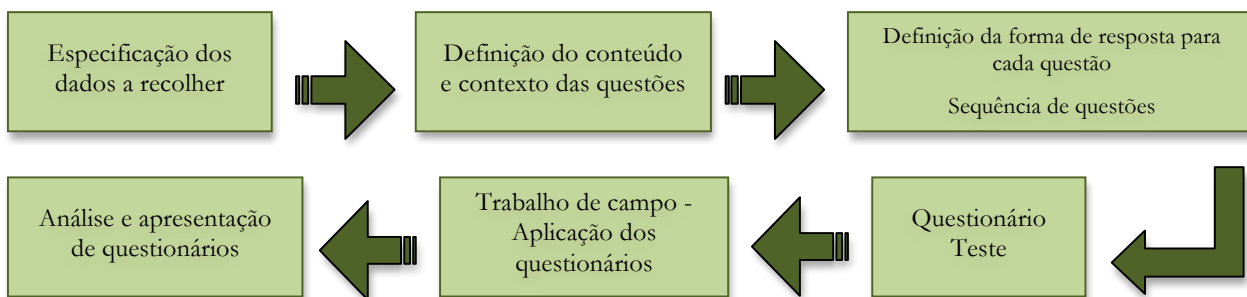 Especificação dos
dados a recolher
Definição do conteúdo
e contexto das questões
Definição da forma de resposta para
cada questão
Sequência de questões
Questionário
Teste
Trabalho de campo -
Aplicação dos
questionários
Análise e apresentação
de questionários